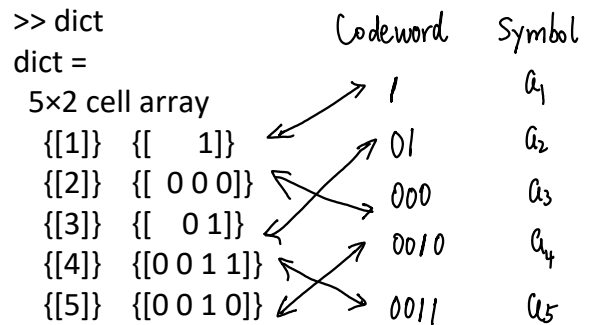 >> dict
dict =
5×2 cell array
{[1]} {[ 1]}
{[2]} {[ 0 0 0]}
{[3]} {[ 0 1]}
{[4]} {[0 0 1 1]}
{[5]} {[0 0 1 0]}
Codeword Symbol
1 a₁
01 a₂
000 a₃
0010 a₄
0011 a₅